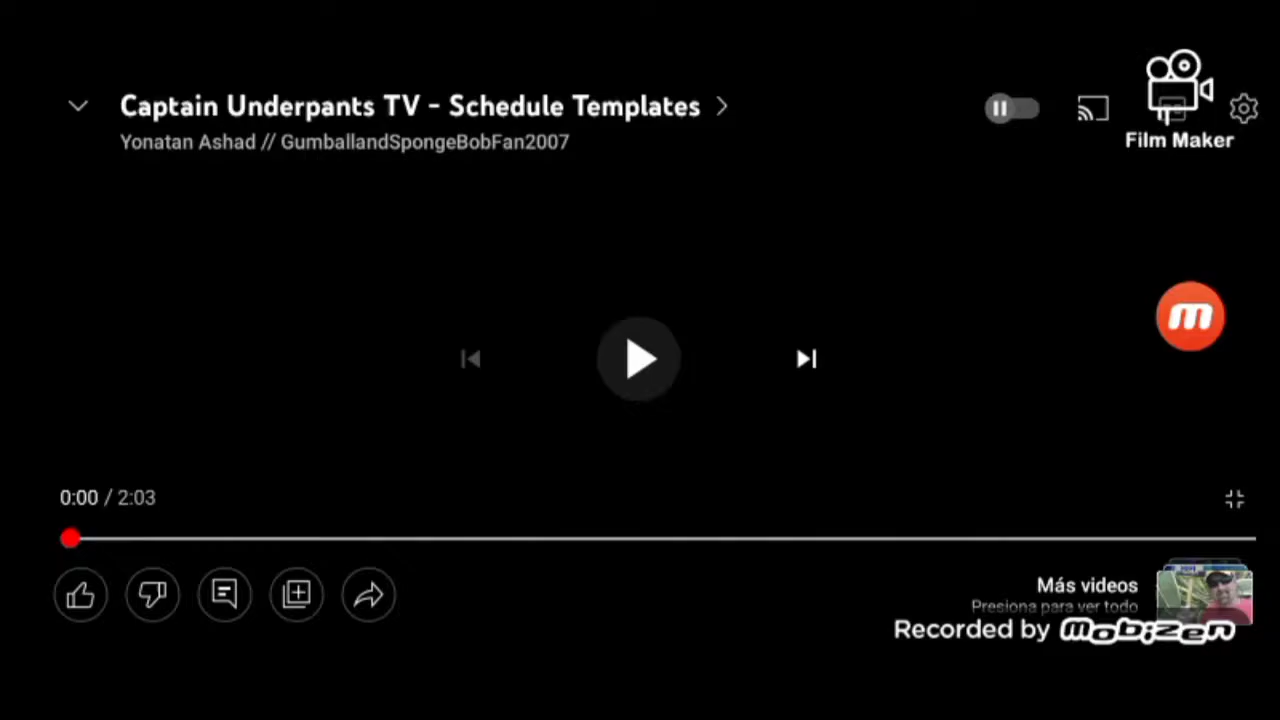 Captain Underpants TV - Schedule Templates
Yonatan Ashad // GumballandSpongeBobFan2007
Film Maker
m
0:00 / 2:03
Más videos
Presiona para ver todo
Recorded by Mobizen